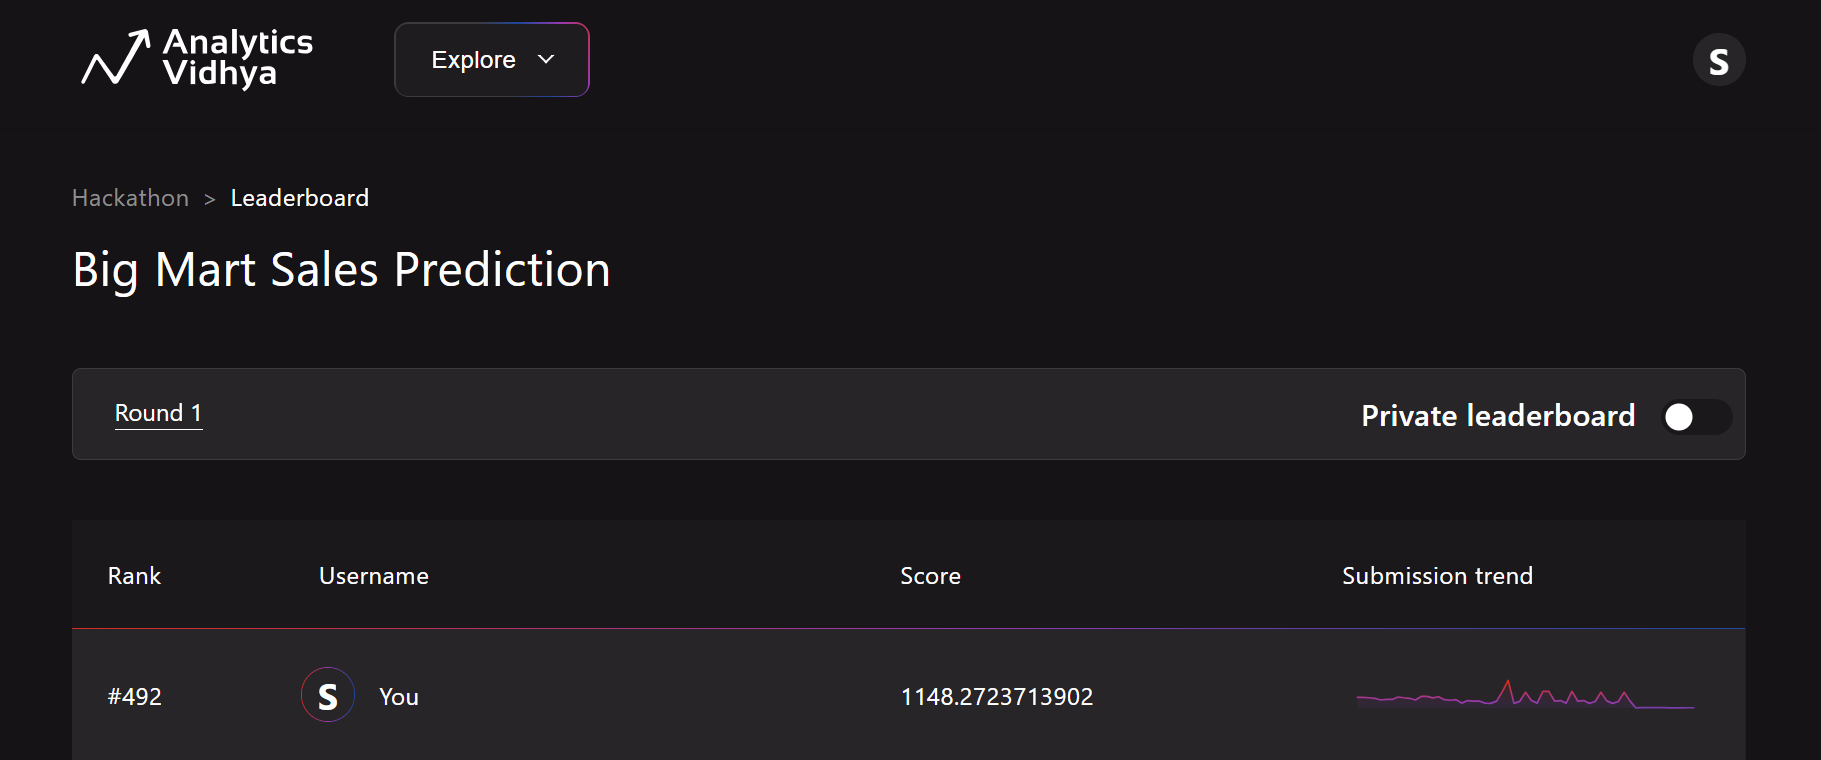 Analytics
Vidhya
Explore
S
Hackathon > Leaderboard
Big Mart Sales Prediction
Round 1
Private leaderboard
Rank Username Score Submission trend
#492 S You 1148.2723713902